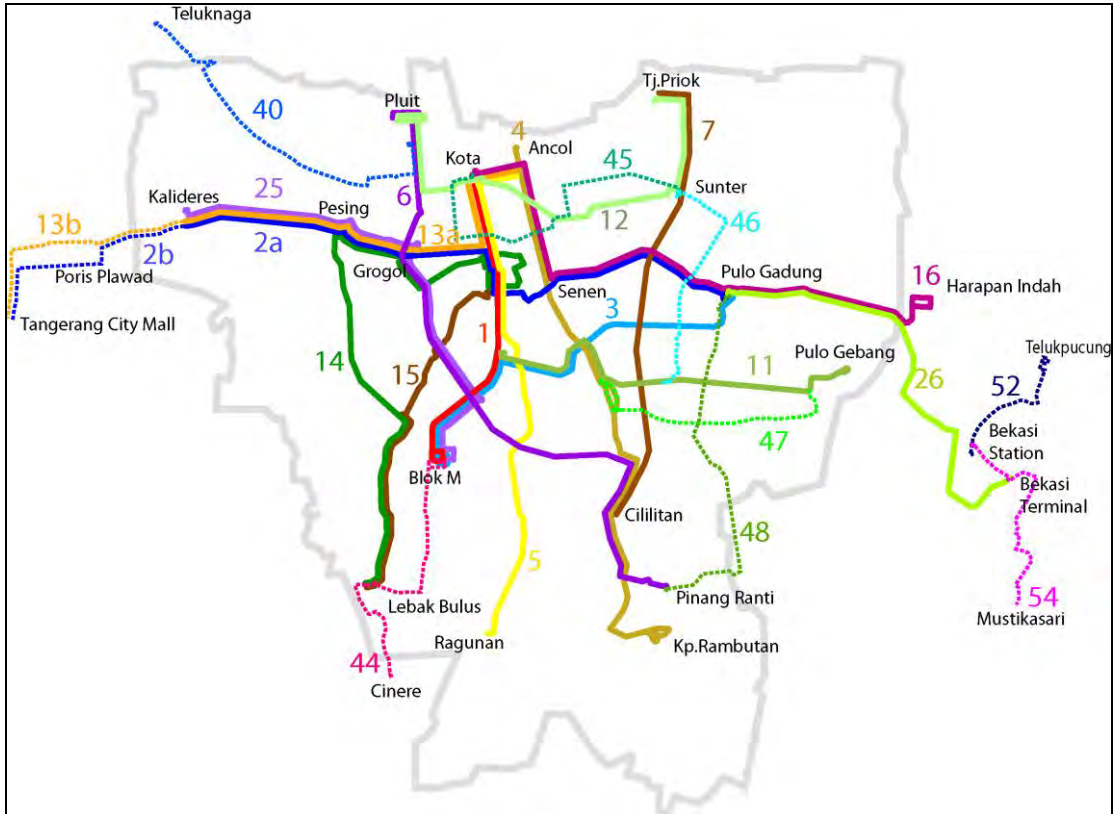 Teluknaga
Tj.Priok
40
Pluit
4
7
Kota
Ancol
45
Kalideres
25
6
Sunter
Pesing
12
46
13b
13a
2b
2a
Grogol
Poris Plawad
Senen
Pulo Gadung
16
Harapan Indah
Tangerang City Mall
3
1
Pulo Gebang
Telukpucung
14
15
11
26
52
47
Bekasi
Station
Blok M
Bekasi
Terminal
Cililitan
48
5
Lebak Bulus
Pinang Ranti
54
Mustikasari
Ragunan
Kp.Rambutan
44
Cinere